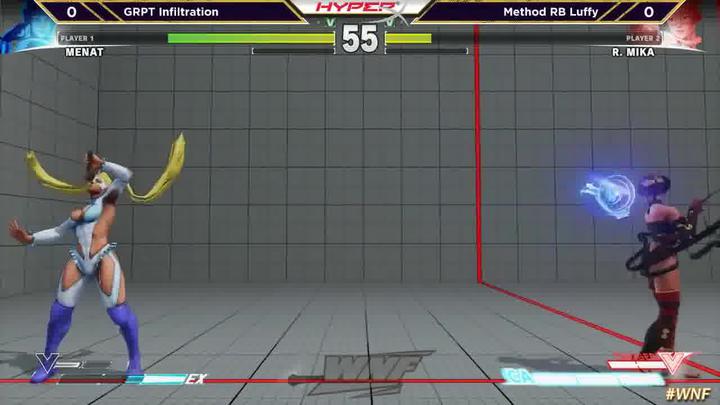 0 GRPT Infiltration HYPER Method RB Luffy 0
PLAYER 1 55 PLAYER 2
MENAT R. MIKA
V V
EX WNF CA
#WNF